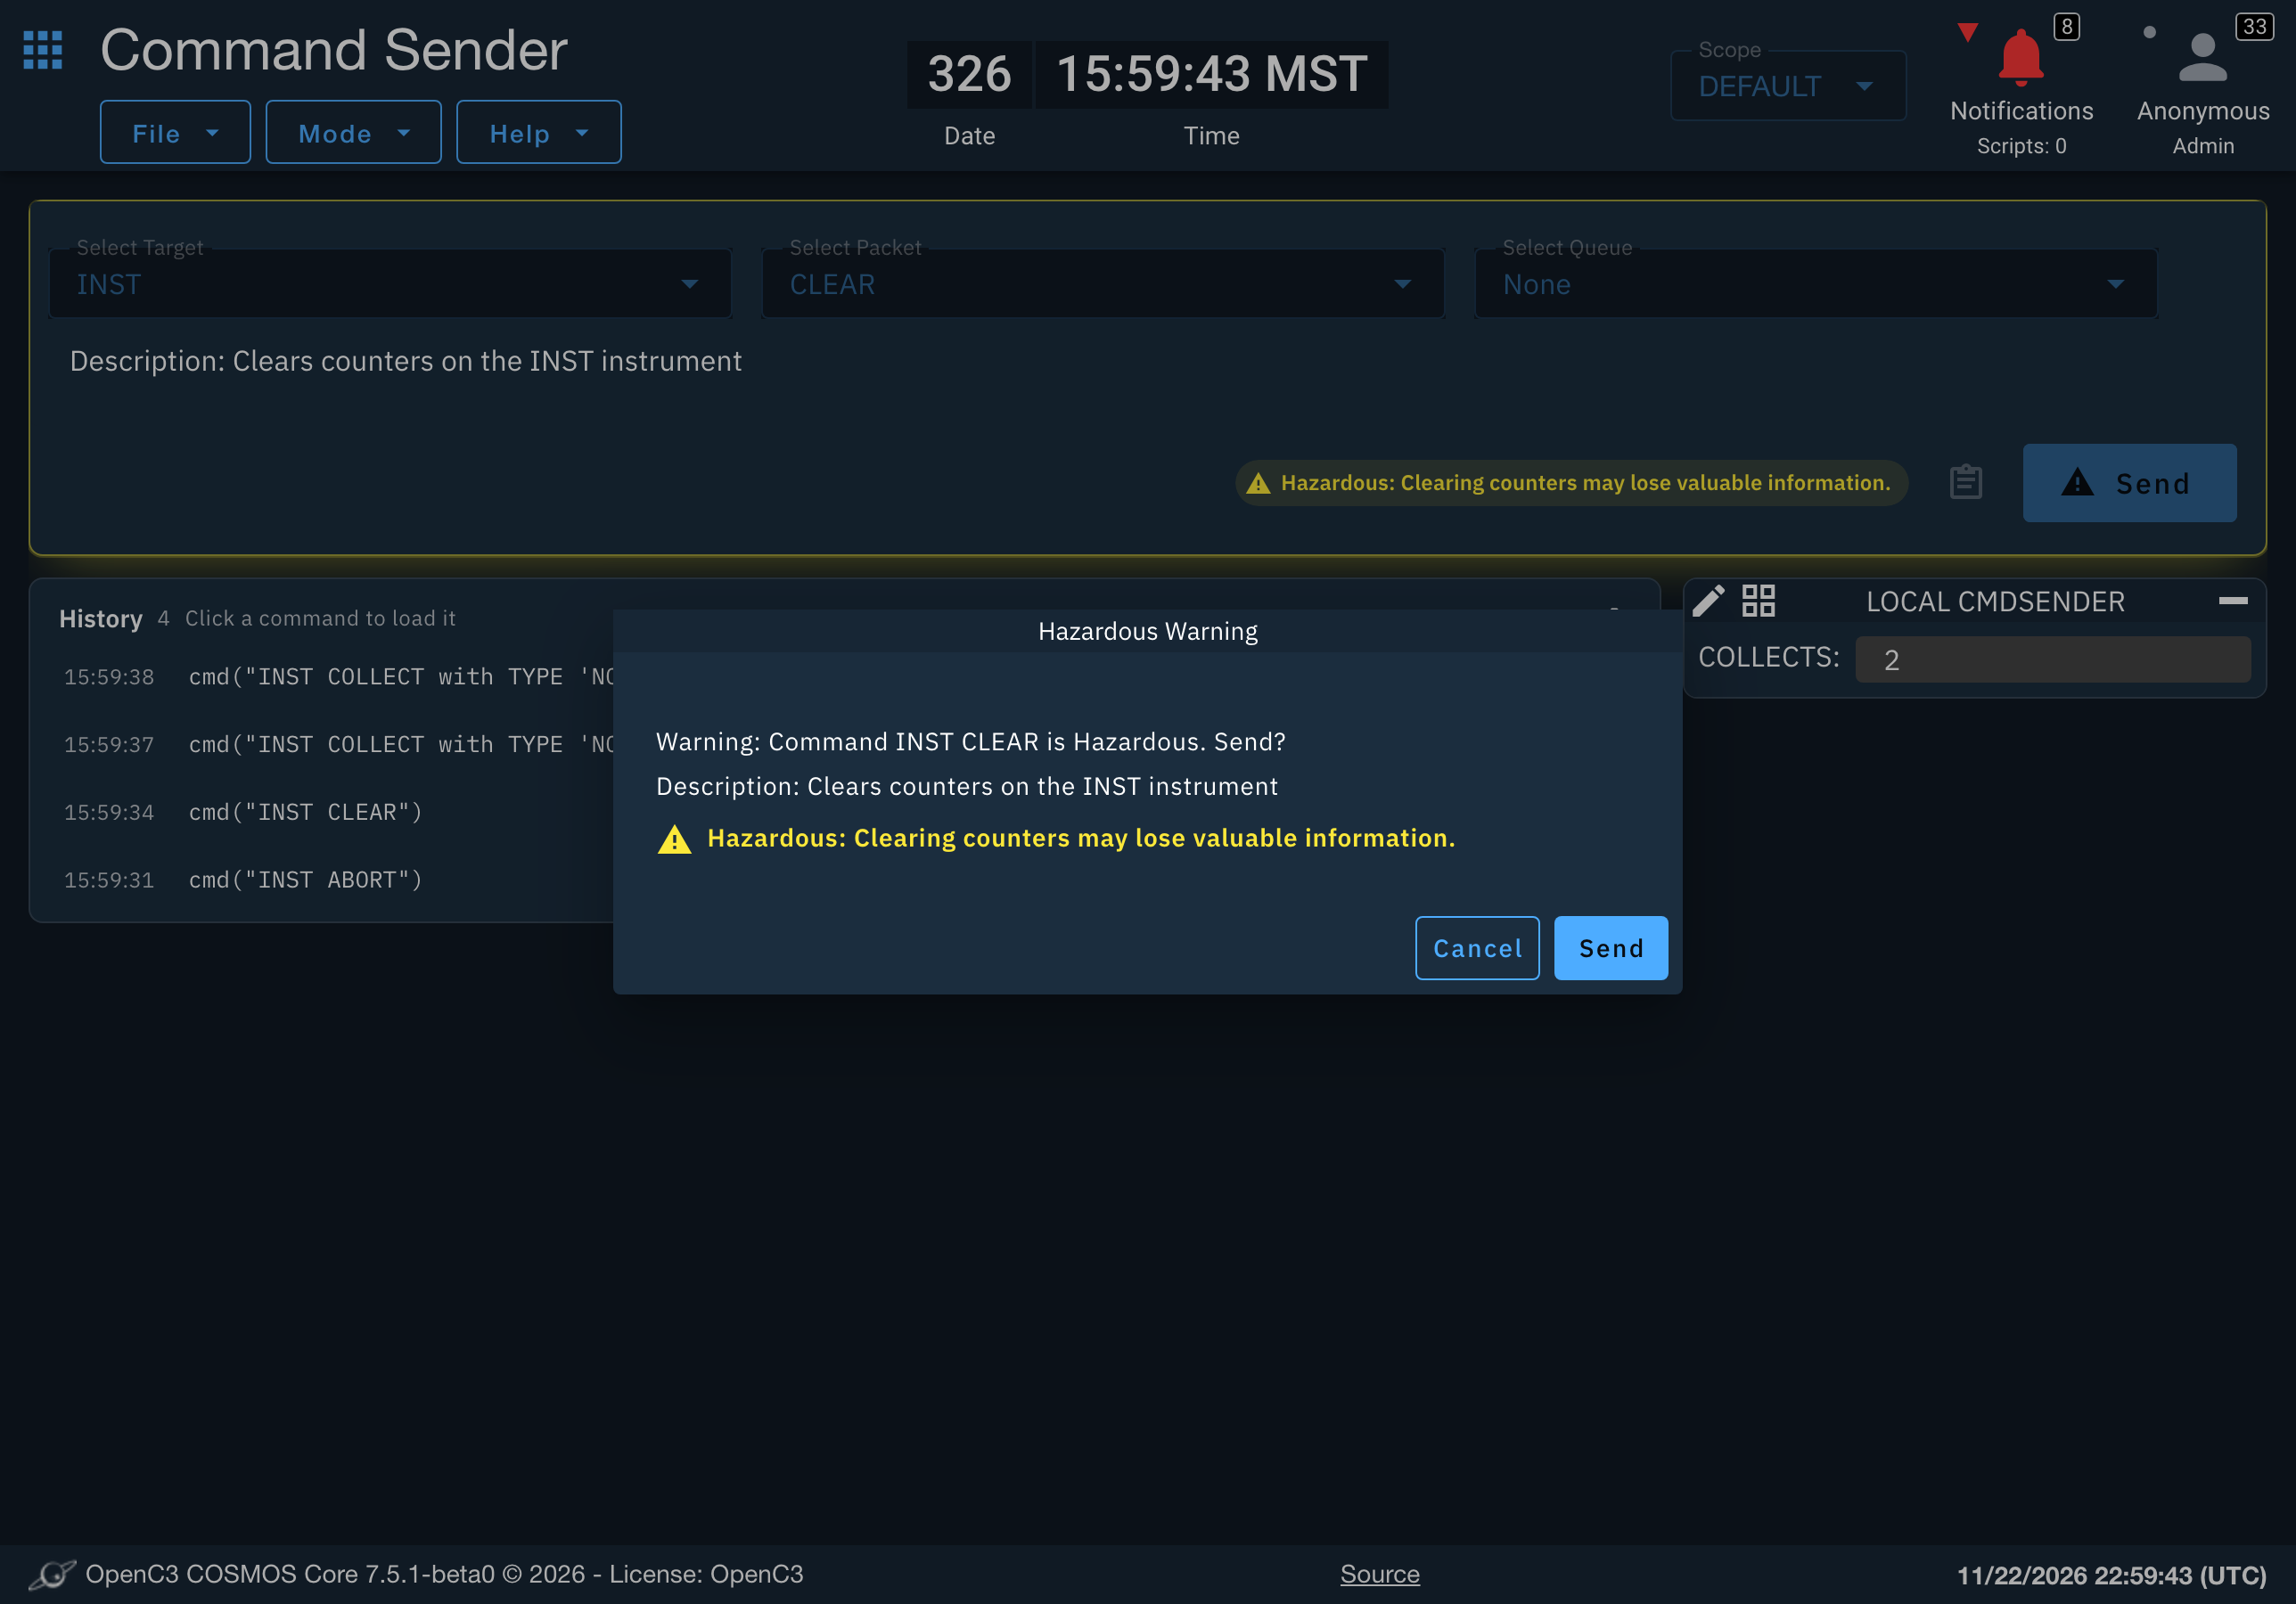 Command Sender
File
Mode
Help
326
15:59:43 MST
Date
Time
Scope
DEFAULT
8
Notifications
Scripts: 0
33
Anonymous
Admin
Select Target
INST
Select Packet
CLEAR
Select Queue
None
Description: Clears counters on the INST instrument
Hazardous: Clearing counters may lose valuable information.
Send
History 4 Click a command to load it
15:59:38 cmd("INST COLLECT with TYPE 'NO
15:59:37 cmd("INST COLLECT with TYPE 'NO
15:59:34 cmd("INST CLEAR")
15:59:31 cmd("INST ABORT")
LOCAL CMDSENDER
COLLECTS: 2
Hazardous Warning
Warning: Command INST CLEAR is Hazardous. Send?
Description: Clears counters on the INST instrument
Hazardous: Clearing counters may lose valuable information.
Cancel
Send
OpenC3 COSMOS Core 7.5.1-beta0 © 2026 - License: OpenC3
Source
11/22/2026 22:59:43 (UTC)